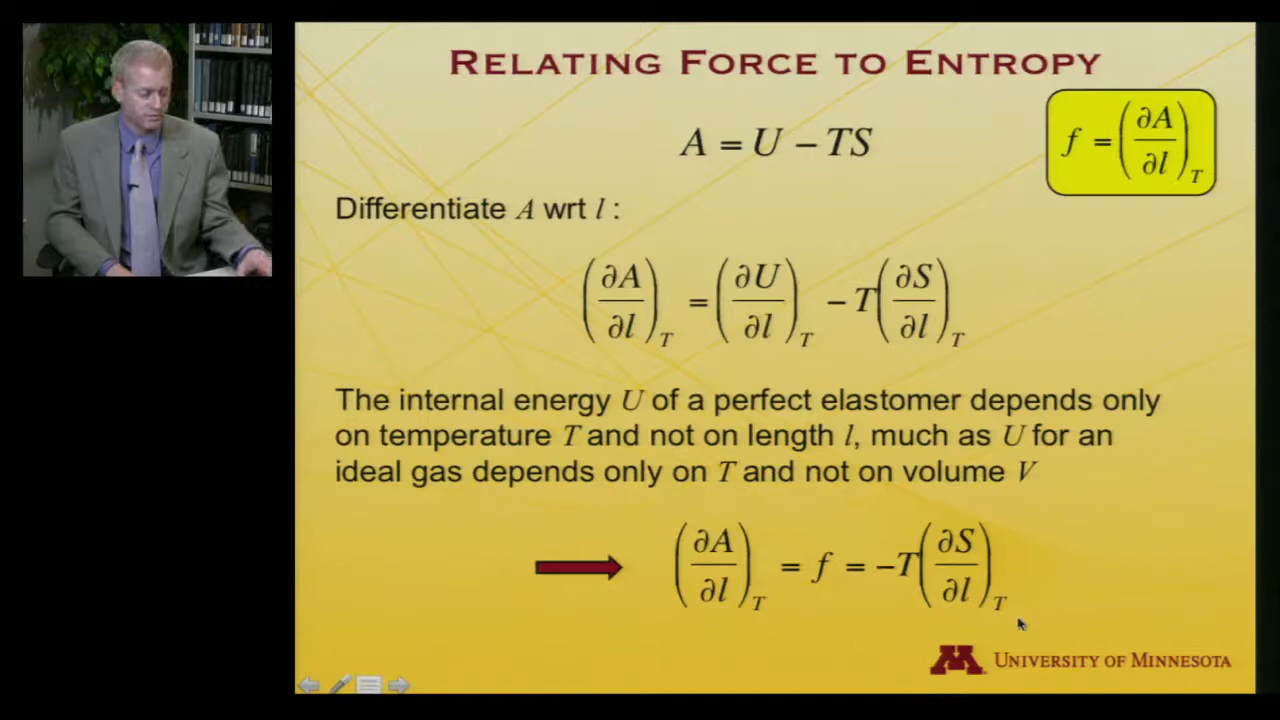 RELATING FORCE TO ENTROPY
A = U − TS
f = (∂A/∂l)_T
Differentiate A wrt l :
(∂A/∂l)_T = (∂U/∂l)_T − T(∂S/∂l)_T
The internal energy U of a perfect elastomer depends only
on temperature T and not on length l, much as U for an
ideal gas depends only on T and not on volume V
(∂A/∂l)_T = f = −T(∂S/∂l)_T
M UNIVERSITY OF MINNESOTA